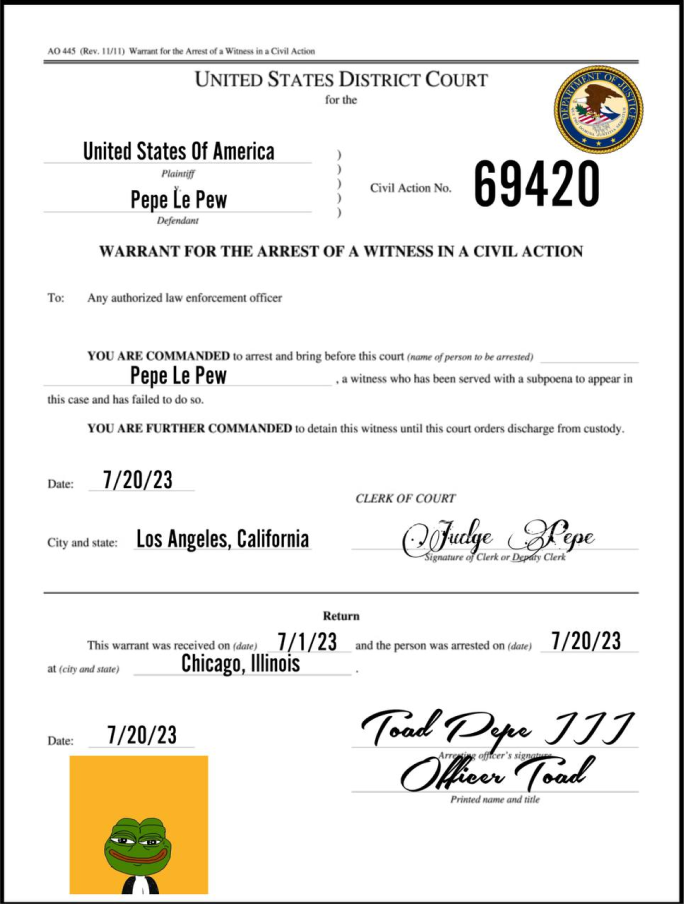 AO 445 (Rev. 11/11) Warrant for the Arrest of a Witness in a Civil Action
UNITED STATES DISTRICT COURT
for the
DEPARTMENT OF JUSTICE
United States Of America
Plaintiff
v.
Pepe Le Pew
Defendant
)
)
)
)
)
Civil Action No. 69420
WARRANT FOR THE ARREST OF A WITNESS IN A CIVIL ACTION
To: Any authorized law enforcement officer
YOU ARE COMMANDED to arrest and bring before this court (name of person to be arrested)
Pepe Le Pew , a witness who has been served with a subpoena to appear in
this case and has failed to do so.
YOU ARE FURTHER COMMANDED to detain this witness until this court orders discharge from custody.
Date: 7/20/23
CLERK OF COURT
City and state: Los Angeles, California
Judge Pepe
Signature of Clerk or Deputy Clerk
Return
This warrant was received on (date) 7/1/23 and the person was arrested on (date) 7/20/23
at (city and state) Chicago, Illinois .
Date: 7/20/23
Toad Pepe III
Arresting officer's signature
Officer Toad
Printed name and title